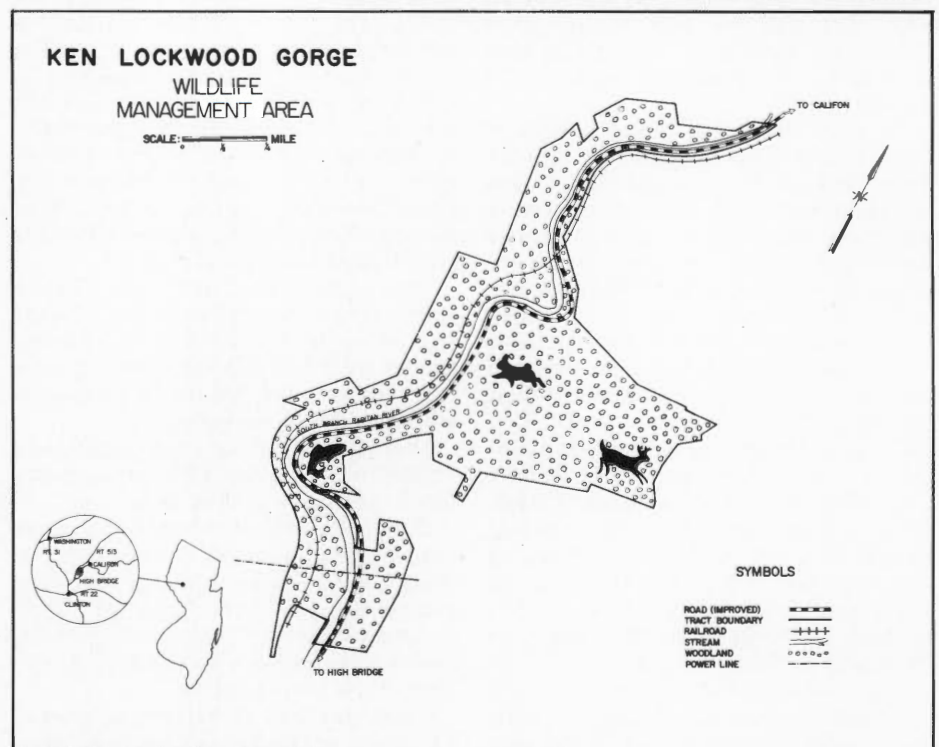 KEN LOCKWOOD GORGE
WILDLIFE
MANAGEMENT AREA
SCALE: MILE
0
TO CALIFON
N
SOUTH BRANCH RARITAN RIVER
WASHINGTON
RT. 31
RT 513
CALIFON
HIGH BRIDGE
RT 22
CLINTON
TO HIGH BRIDGE
SYMBOLS
ROAD (IMPROVED)
TRACT BOUNDARY
RAILROAD
STREAM
WOODLAND
POWER LINE